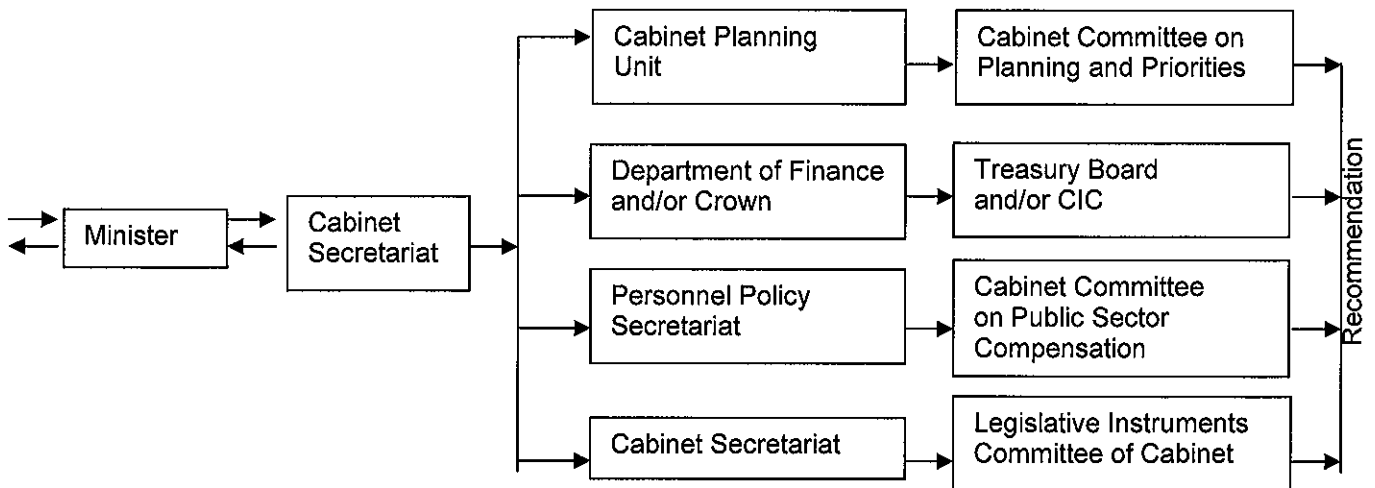 Minister
Cabinet
Secretariat
Cabinet Planning
Unit
Cabinet Committee on
Planning and Priorities
Department of Finance
and/or Crown
Treasury Board
and/or CIC
Personnel Policy
Secretariat
Cabinet Committee
on Public Sector
Compensation
Cabinet Secretariat
Legislative Instruments
Committee of Cabinet
Recommendation